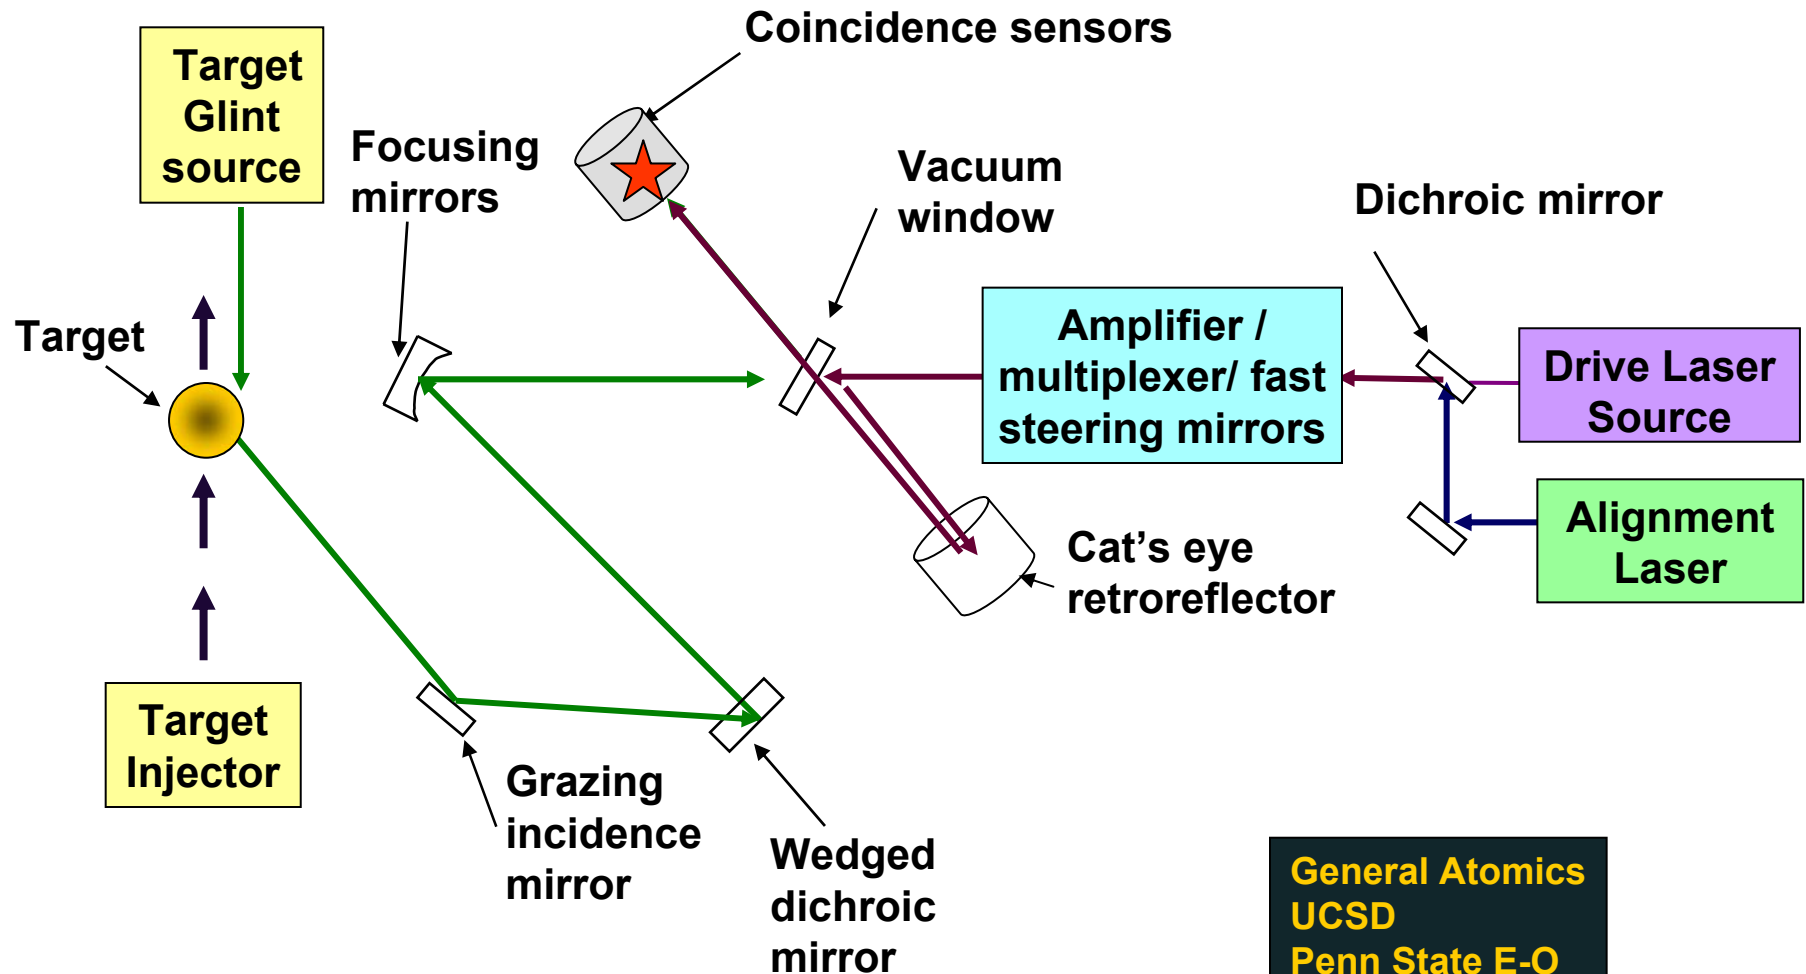 Coincidence sensors
Target
Glint
source
Focusing
mirrors
Vacuum
window
Dichroic mirror
Target
Amplifier /
multiplexer/ fast
steering mirrors
Drive Laser
Source
Alignment
Laser
Cat's eye
retroreflector
Target
Injector
Grazing
incidence
mirror
Wedged
dichroic
mirror
General Atomics
UCSD
Penn State E-O